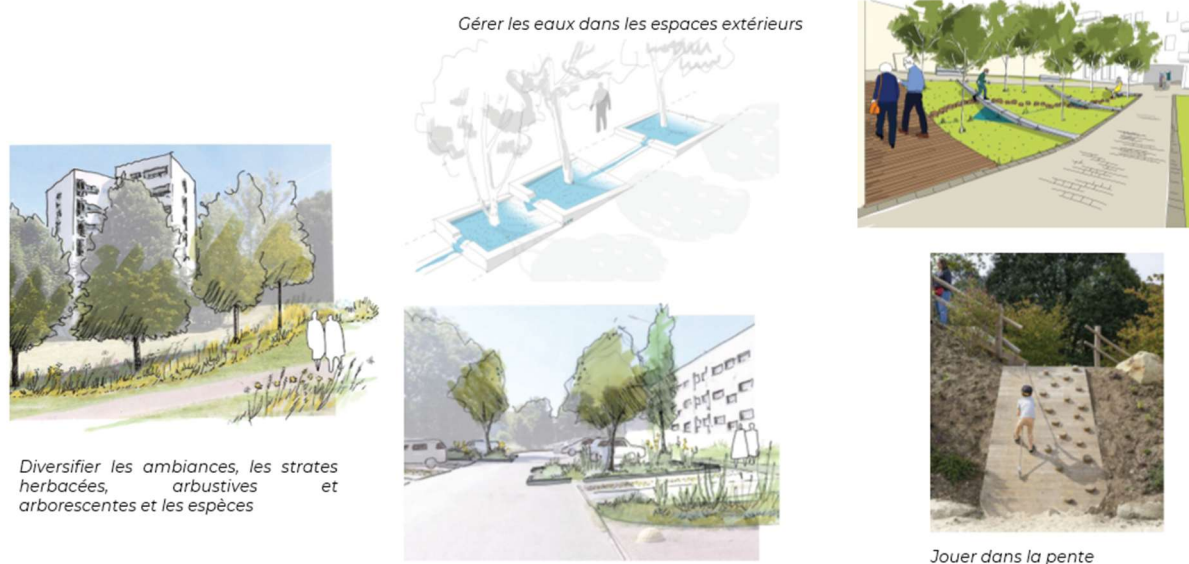 Gérer les eaux dans les espaces extérieurs
Diversifier les ambiances, les strates
herbacées, arbustives et
arborescentes et les espèces
Jouer dans la pente